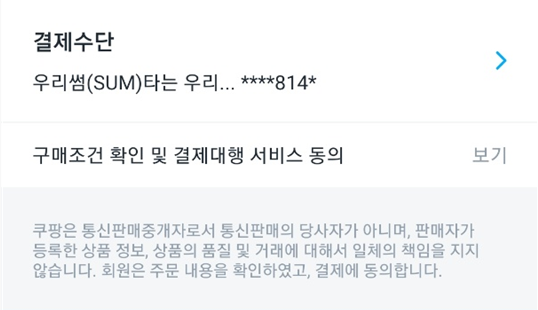 결제수단
우리썸(SUM)타는 우리... ****814*
구매조건 확인 및 결제대행 서비스 동의 보기
쿠팡은 통신판매중개자로서 통신판매의 당사자가 아니며, 판매자가
등록한 상품 정보, 상품의 품질 및 거래에 대해서 일체의 책임을 지지
않습니다. 회원은 주문 내용을 확인하였고, 결제에 동의합니다.